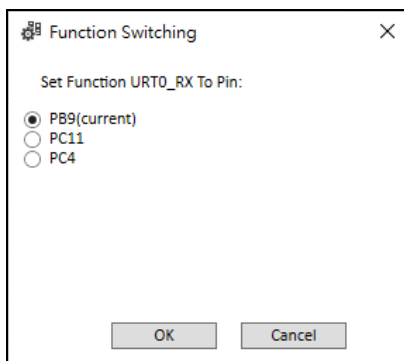 Function Switching
Set Function URT0_RX To Pin:
PB9(current)
PC11
PC4
OK Cancel